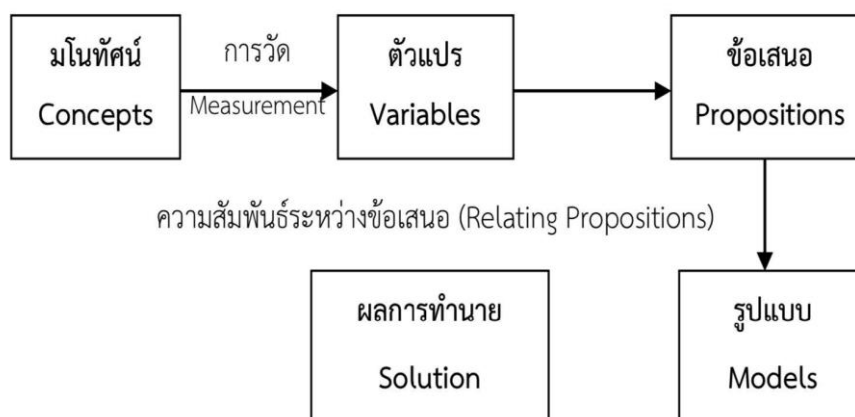 มโนทัศน์
Concepts
การวัด
Measurement
ตัวแปร
Variables
ข้อเสนอ
Propositions
ความสัมพันธ์ระหว่างข้อเสนอ (Relating Propositions)
ผลการทำนาย
Solution
รูปแบบ
Models